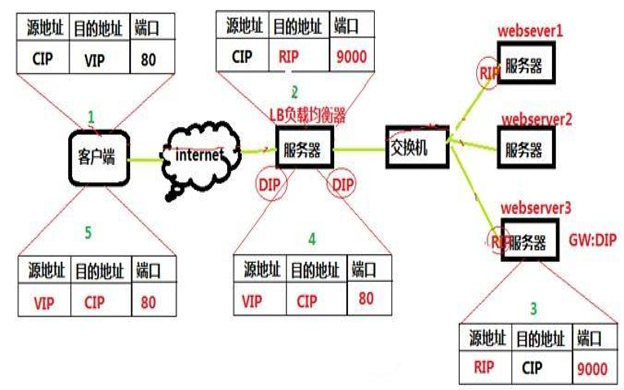 源地址 目的地址 端口
CIP VIP 80
源地址 目的地址 端口
CIP RIP 9000
websever1
RIP 服务器
1
2
LB负载均衡器
webserver2
客户端
internet
服务器
交换机
服务器
DIP DIP
webserver3
RIP 服务器 GW:DIP
5
4
源地址 目的地址 端口
VIP CIP 80
源地址 目的地址 端口
VIP CIP 80
3
源地址 目的地址 端口
RIP CIP 9000